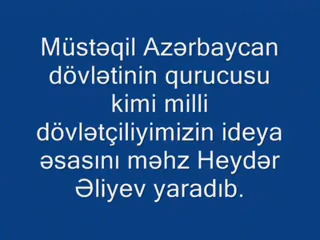 Müstəqil Azərbaycan
dövlətinin qurucusu
kimi milli
dövlətçiliyimizin ideya
əsasını məhz Heydər
Əliyev yaradıb.